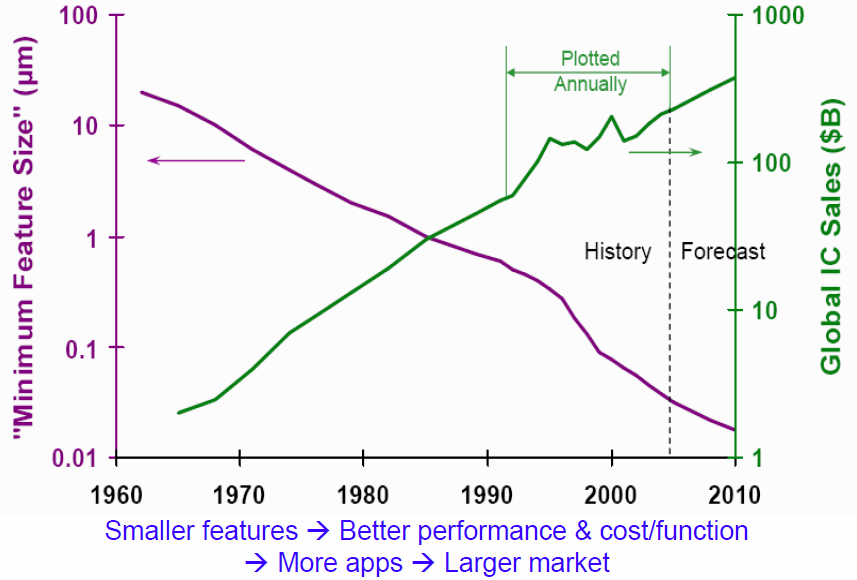 100
10
1
0.1
0.01
"Minimum Feature Size" (µm)
1000
100
10
1
Global IC Sales ($B)
Plotted
Annually
History
Forecast
1960
1970
1980
1990
2000
2010
Smaller features → Better performance & cost/function
→ More apps → Larger market